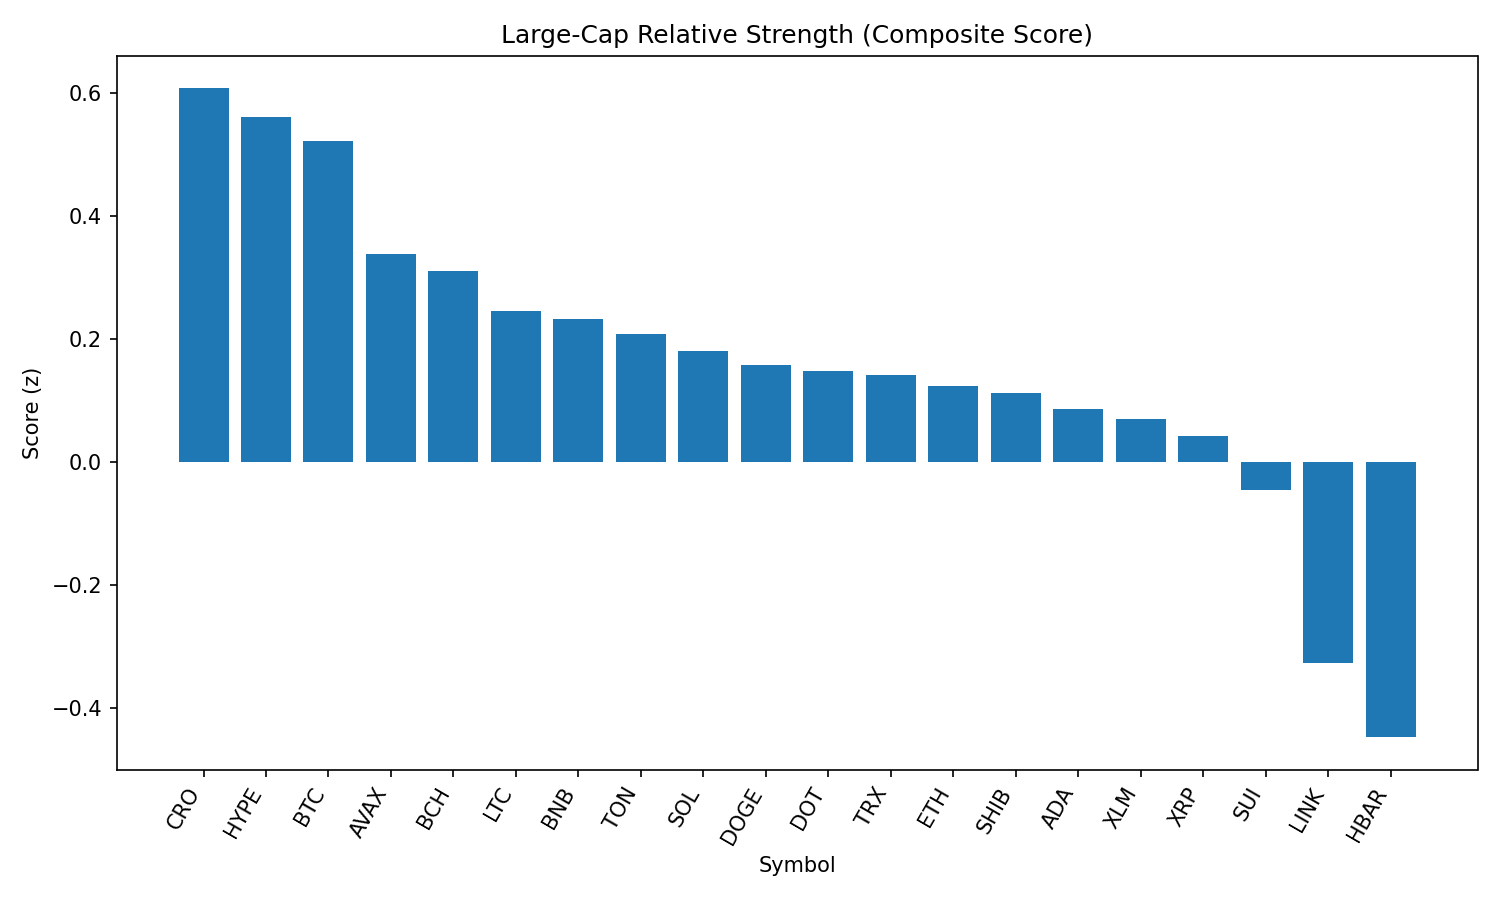 Large-Cap Relative Strength (Composite Score)
0.6
0.4
0.2
0.0
−0.2
−0.4
Score (z)
CRO
HYPE
BTC
AVAX
BCH
LTC
BNB
TON
SOL
DOGE
DOT
TRX
ETH
SHIB
ADA
XLM
XRP
SUI
LINK
HBAR
Symbol